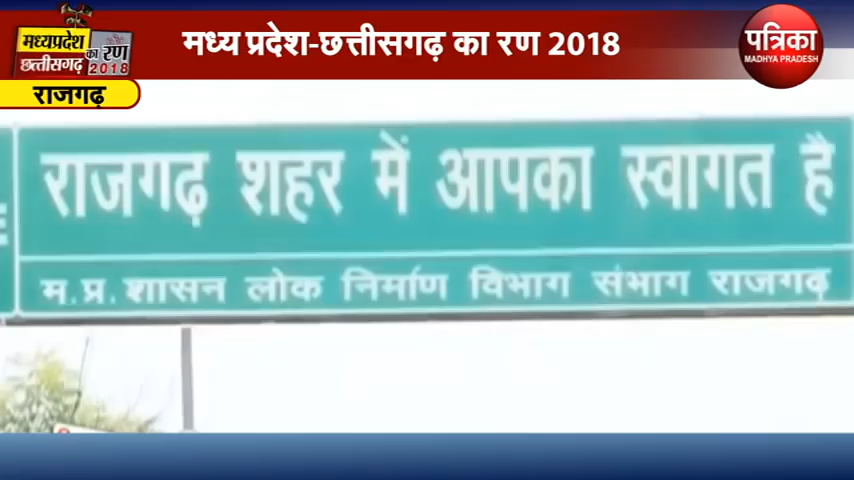 मध्यप्रदेश
छत्तीसगढ़
का रण
2018
मध्य प्रदेश-छत्तीसगढ़ का रण 2018
पत्रिका
MADHYA PRADESH
राजगढ़
राजगढ़ शहर में आपका स्वागत है
म.प्र.शासन लोक निर्माण विभाग संभाग राजगढ़